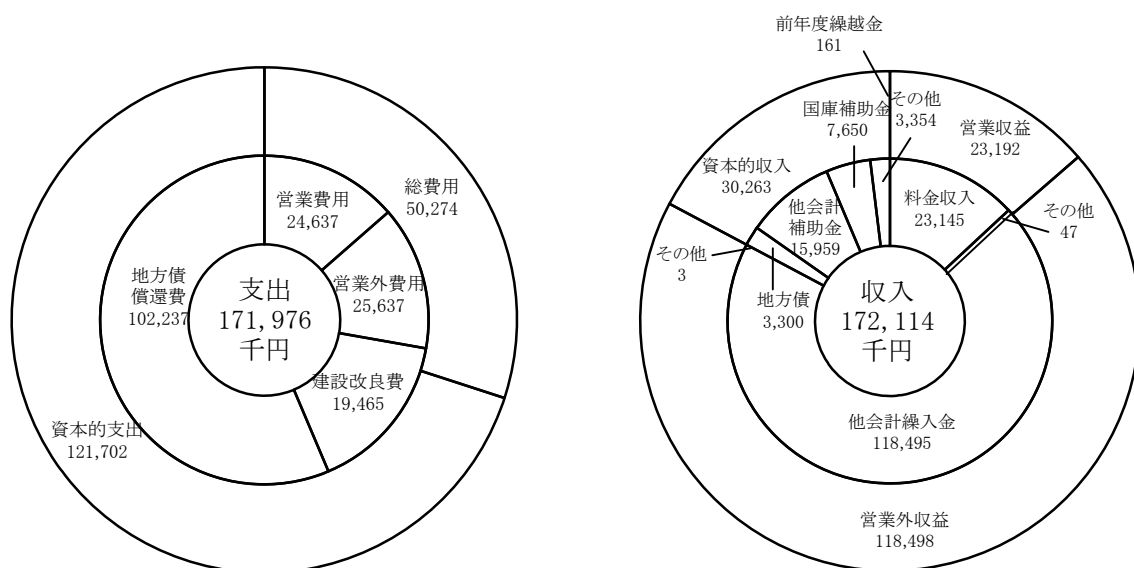 営業費用
24,637
総費用
50,274
営業外費用
25,637
建設改良費
19,465
地方債
償還費
102,237
資本的支出
121,702
支出
171,976
千円
前年度繰越金
161
国庫補助金
7,650
その他
3,354
営業収益
23,192
資本的収入
30,263
他会計
補助金
15,959
料金収入
23,145
その他
47
その他
3
地方債
3,300
収入
172,114
千円
他会計繰入金
118,495
営業外収益
118,498